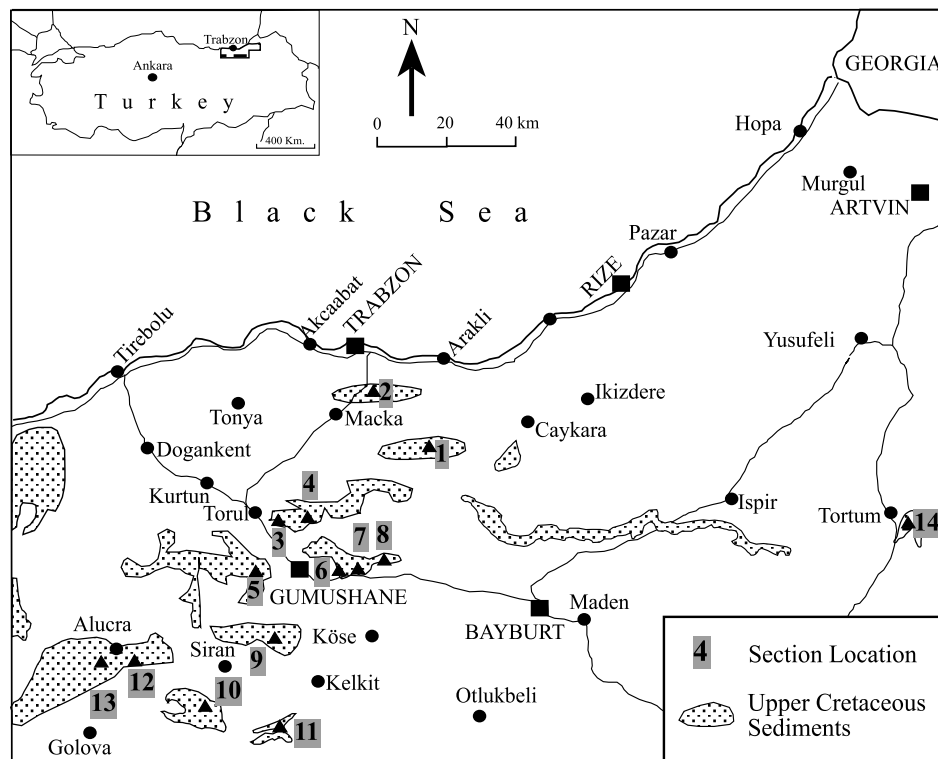 Trabzon
Ankara
Turkey
400 Km.
N
0 20 40 km
GEORGIA
Hopa
Murgul
ARTVIN
Black Sea
Pazar
RIZE
TRABZON
Akcaabat
Arakli
Tirebolu
Yusufeli
2
Ikizdere
Tonya
Macka
Caykara
1
Dogankent
4
Kurtun
Ispir
Torul
Tortum
14
3
7
8
6
5
GUMUSHANE
BAYBURT
Maden
Alucra
Siran
9
Köse
Kelkit
Otlukbeli
12
13
10
11
Golova
4 Section Location
Upper Cretaceous
Sediments